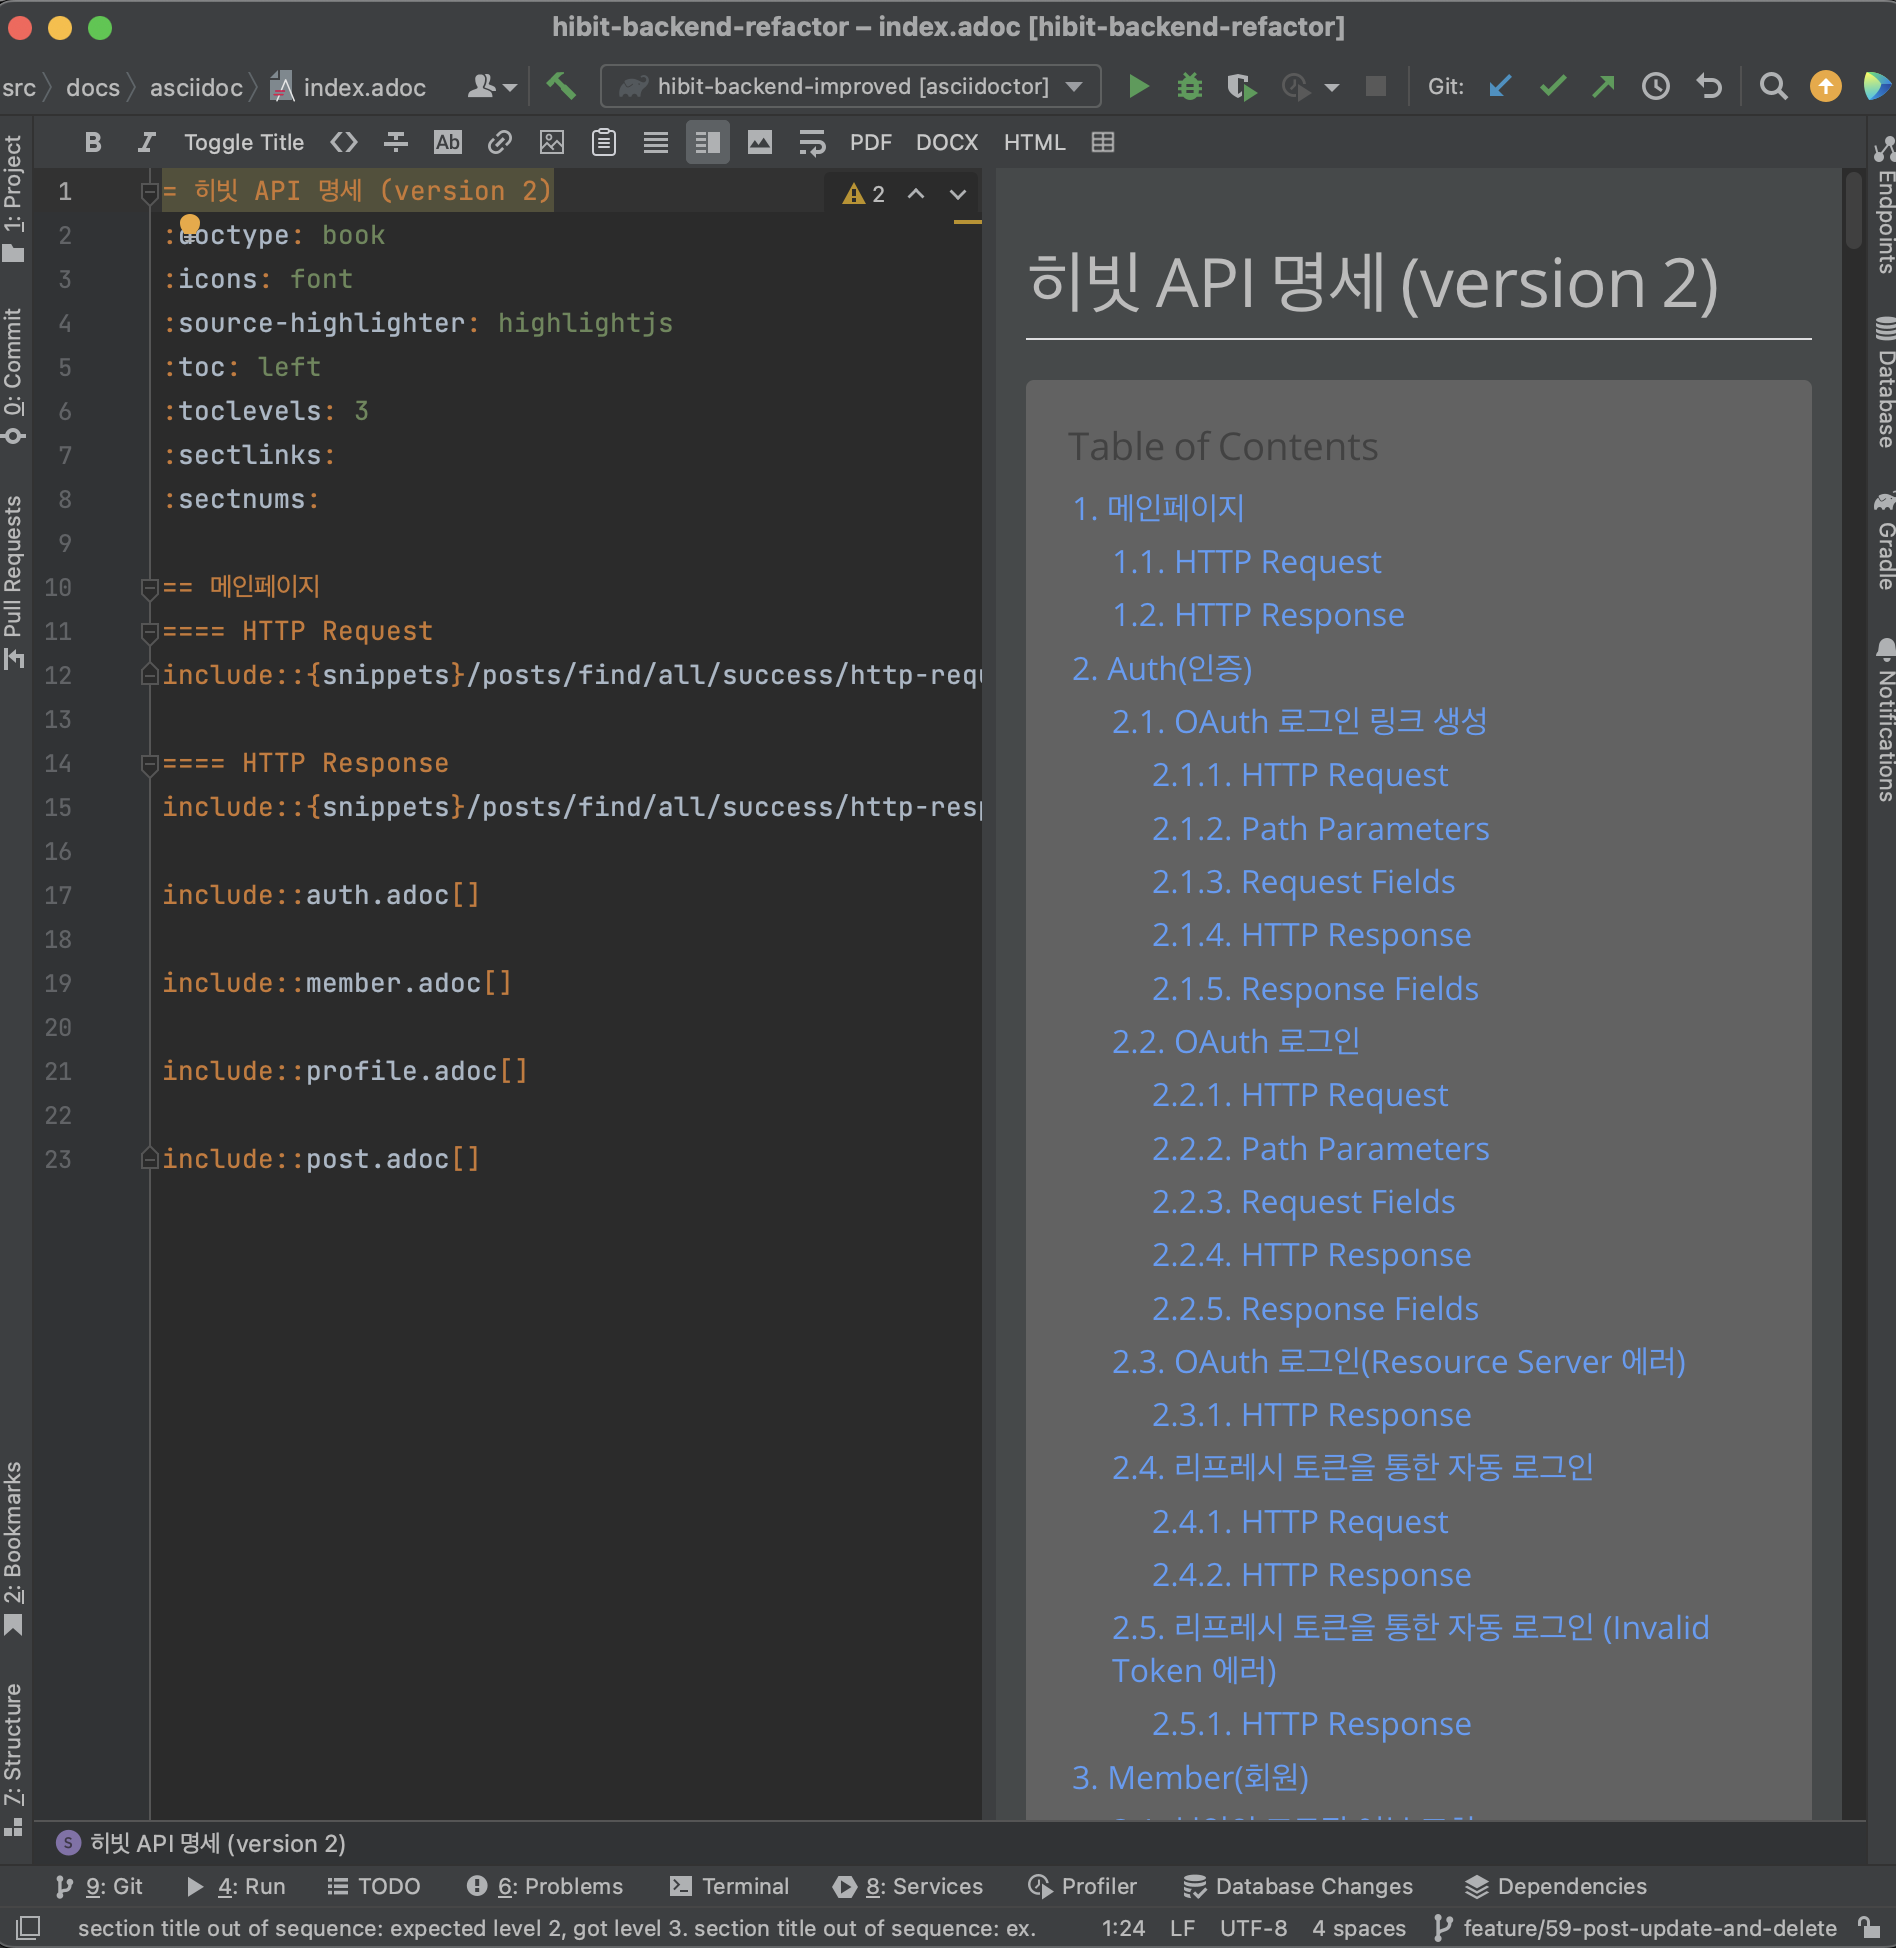 hibit-backend-refactor – index.adoc [hibit-backend-refactor]
src docs asciidoc index.adoc hibit-backend-improved [asciidoctor] Git:
B I Toggle Title Ab PDF DOCX HTML
1: Project
0: Commit
Pull Requests
2: Bookmarks
7: Structure
1 = 히빗 API 명세 (version 2) 2
2 :doctype: book
3 :icons: font
4 :source-highlighter: highlightjs
5 :toc: left
6 :toclevels: 3
7 :sectlinks:
8 :sectnums:
9
10 == 메인페이지
11 ==== HTTP Request
12 include::{snippets}/posts/find/all/success/http-requ
13
14 ==== HTTP Response
15 include::{snippets}/posts/find/all/success/http-resp
16
17 include::auth.adoc[]
18
19 include::member.adoc[]
20
21 include::profile.adoc[]
22
23 include::post.adoc[]
히빗 API 명세 (version 2)
Table of Contents
1. 메인페이지
1.1. HTTP Request
1.2. HTTP Response
2. Auth(인증)
2.1. OAuth 로그인 링크 생성
2.1.1. HTTP Request
2.1.2. Path Parameters
2.1.3. Request Fields
2.1.4. HTTP Response
2.1.5. Response Fields
2.2. OAuth 로그인
2.2.1. HTTP Request
2.2.2. Path Parameters
2.2.3. Request Fields
2.2.4. HTTP Response
2.2.5. Response Fields
2.3. OAuth 로그인(Resource Server 에러)
2.3.1. HTTP Response
2.4. 리프레시 토큰을 통한 자동 로그인
2.4.1. HTTP Request
2.4.2. HTTP Response
2.5. 리프레시 토큰을 통한 자동 로그인 (Invalid
Token 에러)
2.5.1. HTTP Response
3. Member(회원)
Endpoints
Database
Gradle
Notifications
S 히빗 API 명세 (version 2)
9: Git 4: Run TODO 6: Problems Terminal 8: Services Profiler Database Changes Dependencies
section title out of sequence: expected level 2, got level 3. section title out of sequence: ex. 1:24 LF UTF-8 4 spaces feature/59-post-update-and-delete